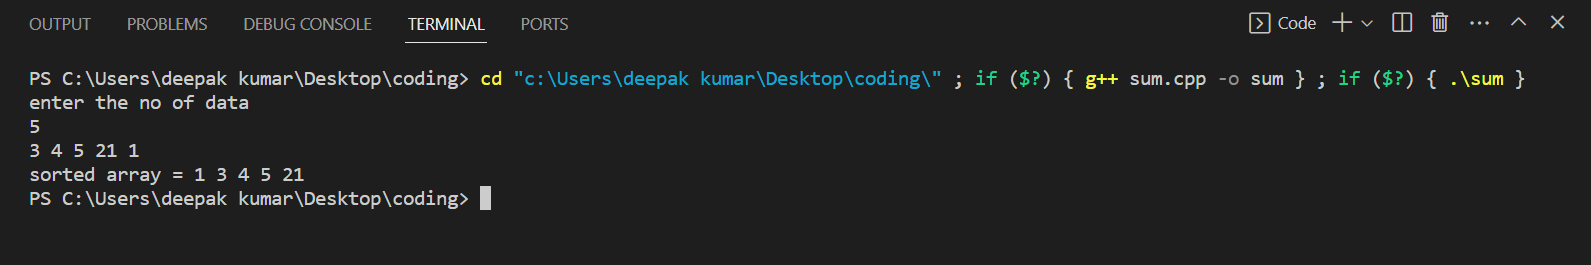 OUTPUT PROBLEMS DEBUG CONSOLE TERMINAL PORTS Code
PS C:\Users\deepak kumar\Desktop\coding> cd "c:\Users\deepak kumar\Desktop\coding\" ; if ($?) { g++ sum.cpp -o sum } ; if ($?) { .\sum }
enter the no of data
5
3 4 5 21 1
sorted array = 1 3 4 5 21
PS C:\Users\deepak kumar\Desktop\coding>